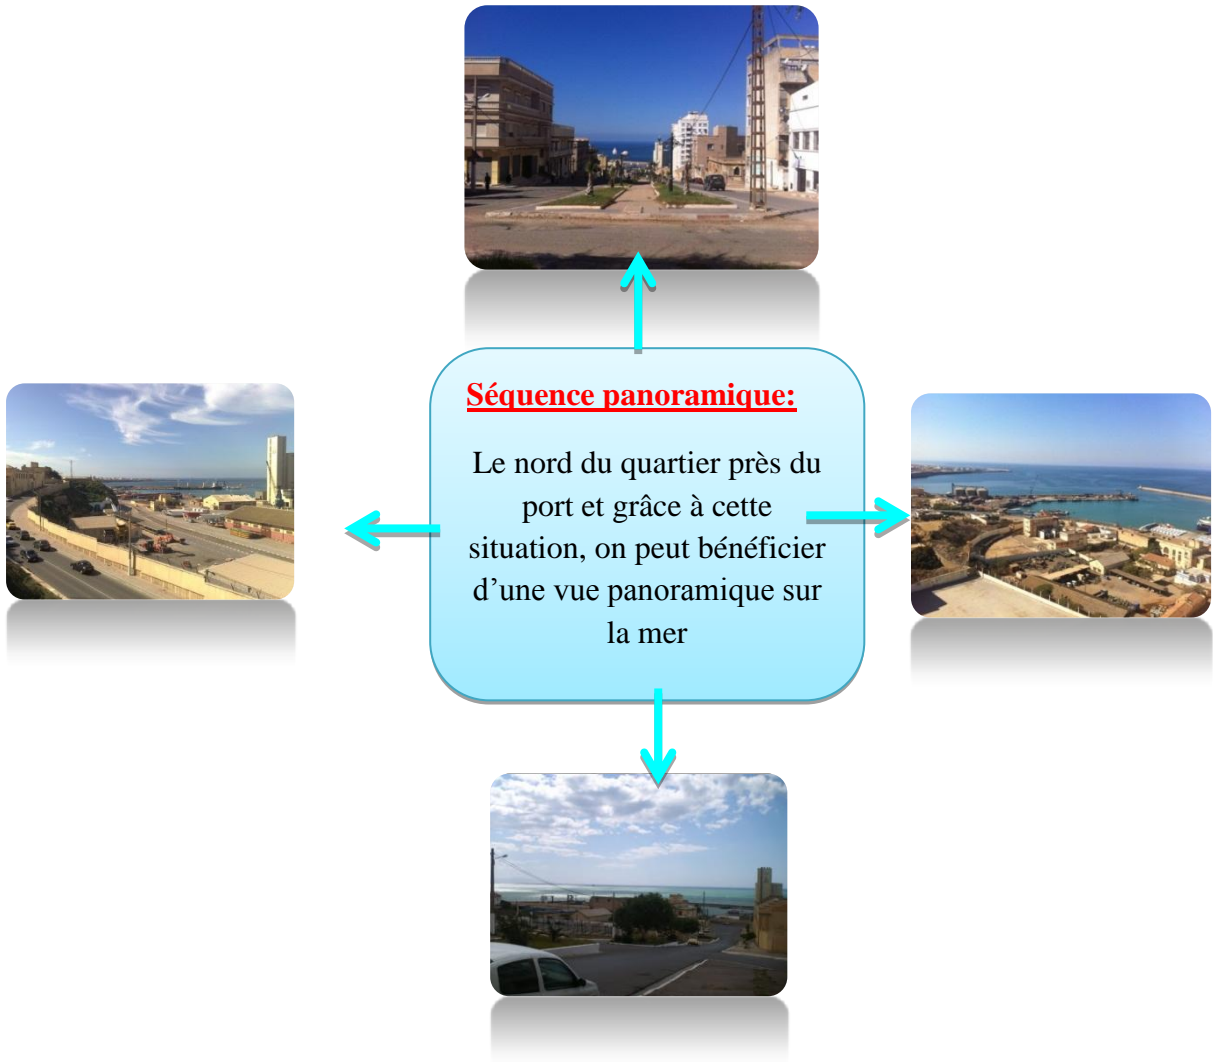 Séquence panoramique:
Le nord du quartier près du
port et grâce à cette
situation, on peut bénéficier
d’une vue panoramique sur
la mer